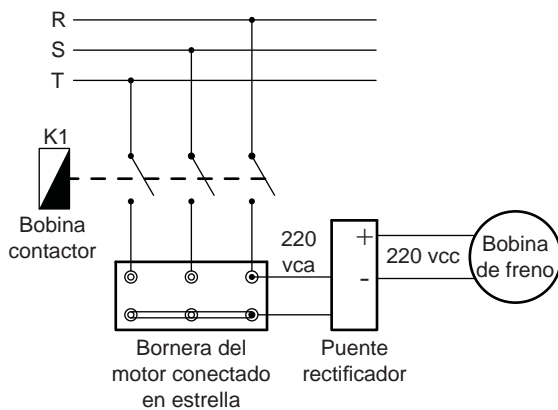 R
S
T
K1
Bobina
contactor
220
vca
+
-
220 vcc
Bobina
de freno
Bornera del
motor conectado
en estrella
Puente
rectificador